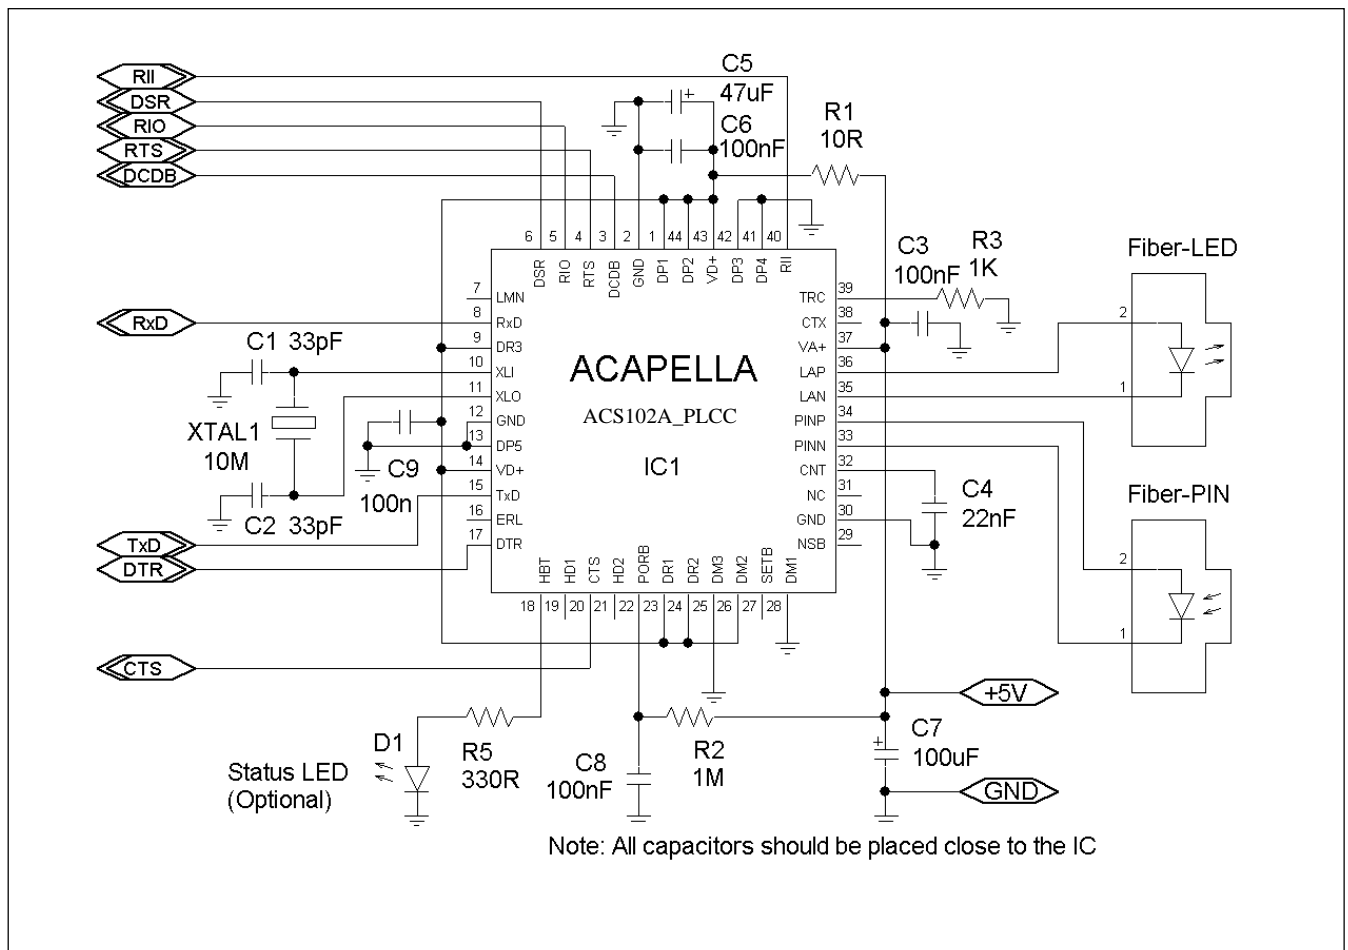 RII
DSR
RIO
RTS
DCDB
C5
47uF
C6
100nF
R1
10R
6 5 4 3 2 1 44 43 42 41 40
DSR RIO RTS DCDB GND DP1 DP2 VD+ DP3 DP4 RII
C3
100nF
R3
1K
Fiber-LED
2
1
RxD
C1 33pF
XTAL1
10M
C2 33pF
C9
100n
7 LMN
8 RxD
9 DR3
10 XLI
11 XLO
12 GND
13 DP5
14 VD+
15 TxD
16 ERL
17 DTR
ACAPELLA
ACS102A_PLCC
IC1
TRC 39
CTX 38
VA+ 37
LAP 36
LAN 35
PINP 34
PINN 33
CNT 32
NC 31
GND 30
NSB 29
C4
22nF
Fiber-PIN
2
1
TxD
DTR
HBT HD1 CTS HD2 PORB DR1 DR2 DM3 DM2 SETB DM1
18 19 20 21 22 23 24 25 26 27 28
CTS
+5V
D1
Status LED
(Optional)
R5
330R
C8
100nF
R2
1M
C7
100uF
GND
Note: All capacitors should be placed close to the IC